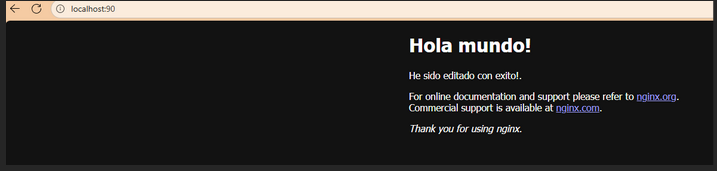 localhost:90
Hola mundo!
He sido editado con exito!.
For online documentation and support please refer to nginx.org.
Commercial support is available at nginx.com.
Thank you for using nginx.